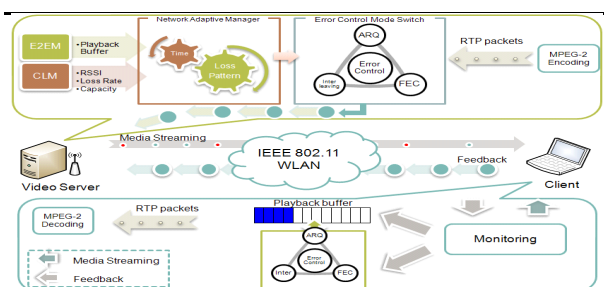 Network Adaptive Manager
Error Control Mode Switch
E2EM
• Playback
Buffer
CLM
• RSSI
• Loss Rate
• Capacity
Time
Loss
Pattern
ARQ
Error
Control
Inter
leaving
FEC
RTP packets
MPEG-2
Encoding
Media Streaming
IEEE 802.11
WLAN
Feedback
Video Server
Client
Playback buffer
MPEG-2
Decoding
RTP packets
Media Streaming
Feedback
ARQ
Error
Control
Inter
FEC
Monitoring